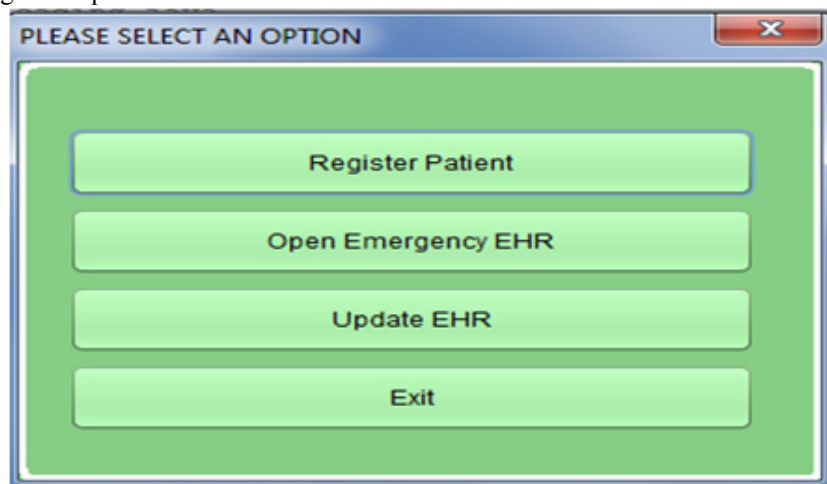 PLEASE SELECT AN OPTION
Register Patient
Open Emergency EHR
Update EHR
Exit